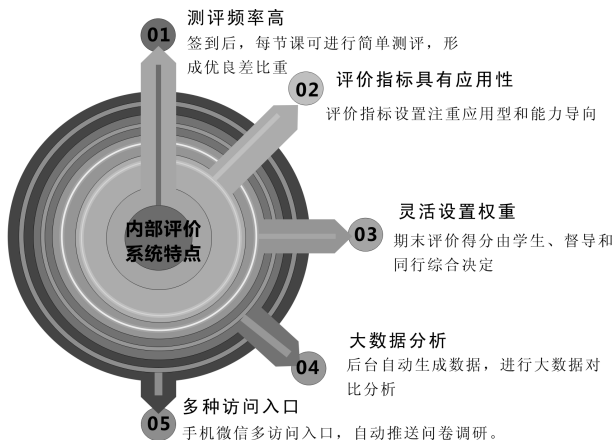 01
测评频率高
签到后，每节课可进行简单测评，形
成优良差比重
02
评价指标具有应用性
评价指标设置注重应用型和能力导向
内部评价
系统特点
03
灵活设置权重
期末评价得分由学生、督导和
同行综合决定
04
大数据分析
后台自动生成数据，进行大数据对
比分析
05
多种访问入口
手机微信多访问入口，自动推送问卷调研。